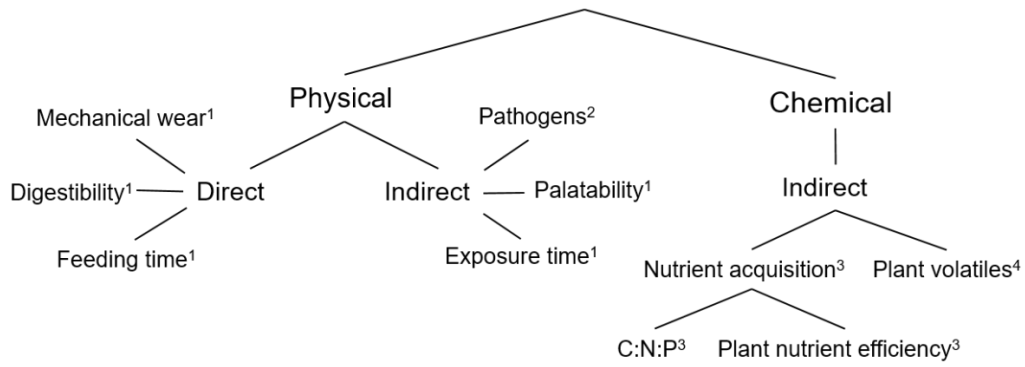 Physical
Chemical
Mechanical wear¹
Pathogens²
Digestibility¹
Direct
Indirect
Palatability¹
Indirect
Feeding time¹
Exposure time¹
Nutrient acquisition³
Plant volatiles⁴
C:N:P³
Plant nutrient efficiency³